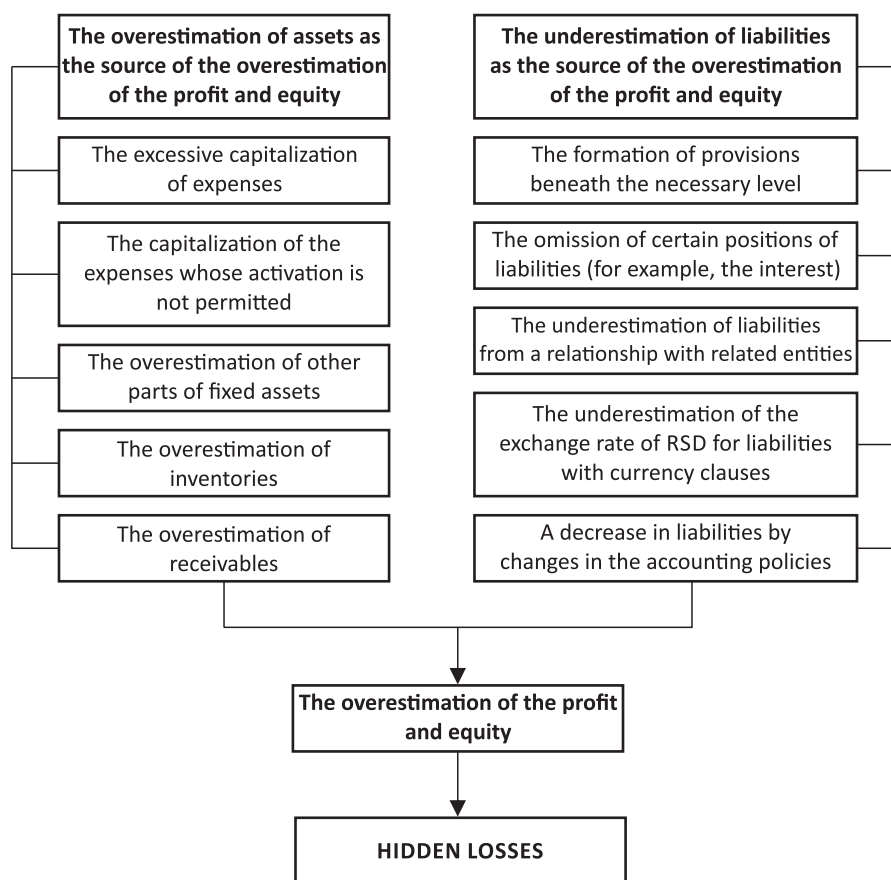 The overestimation of assets as
the source of the overestimation
of the profit and equity
The excessive capitalization
of expenses
The capitalization of the
expenses whose activation is
not permitted
The overestimation of other
parts of fixed assets
The overestimation of
inventories
The overestimation of
receivables
The underestimation of liabilities
as the source of the overestimation
of the profit and equity
The formation of provisions
beneath the necessary level
The omission of certain positions of
liabilities (for example, the interest)
The underestimation of liabilities
from a relationship with related entities
The underestimation of the
exchange rate of RSD for liabilities
with currency clauses
A decrease in liabilities by
changes in the accounting policies
The overestimation of the profit
and equity
HIDDEN LOSSES